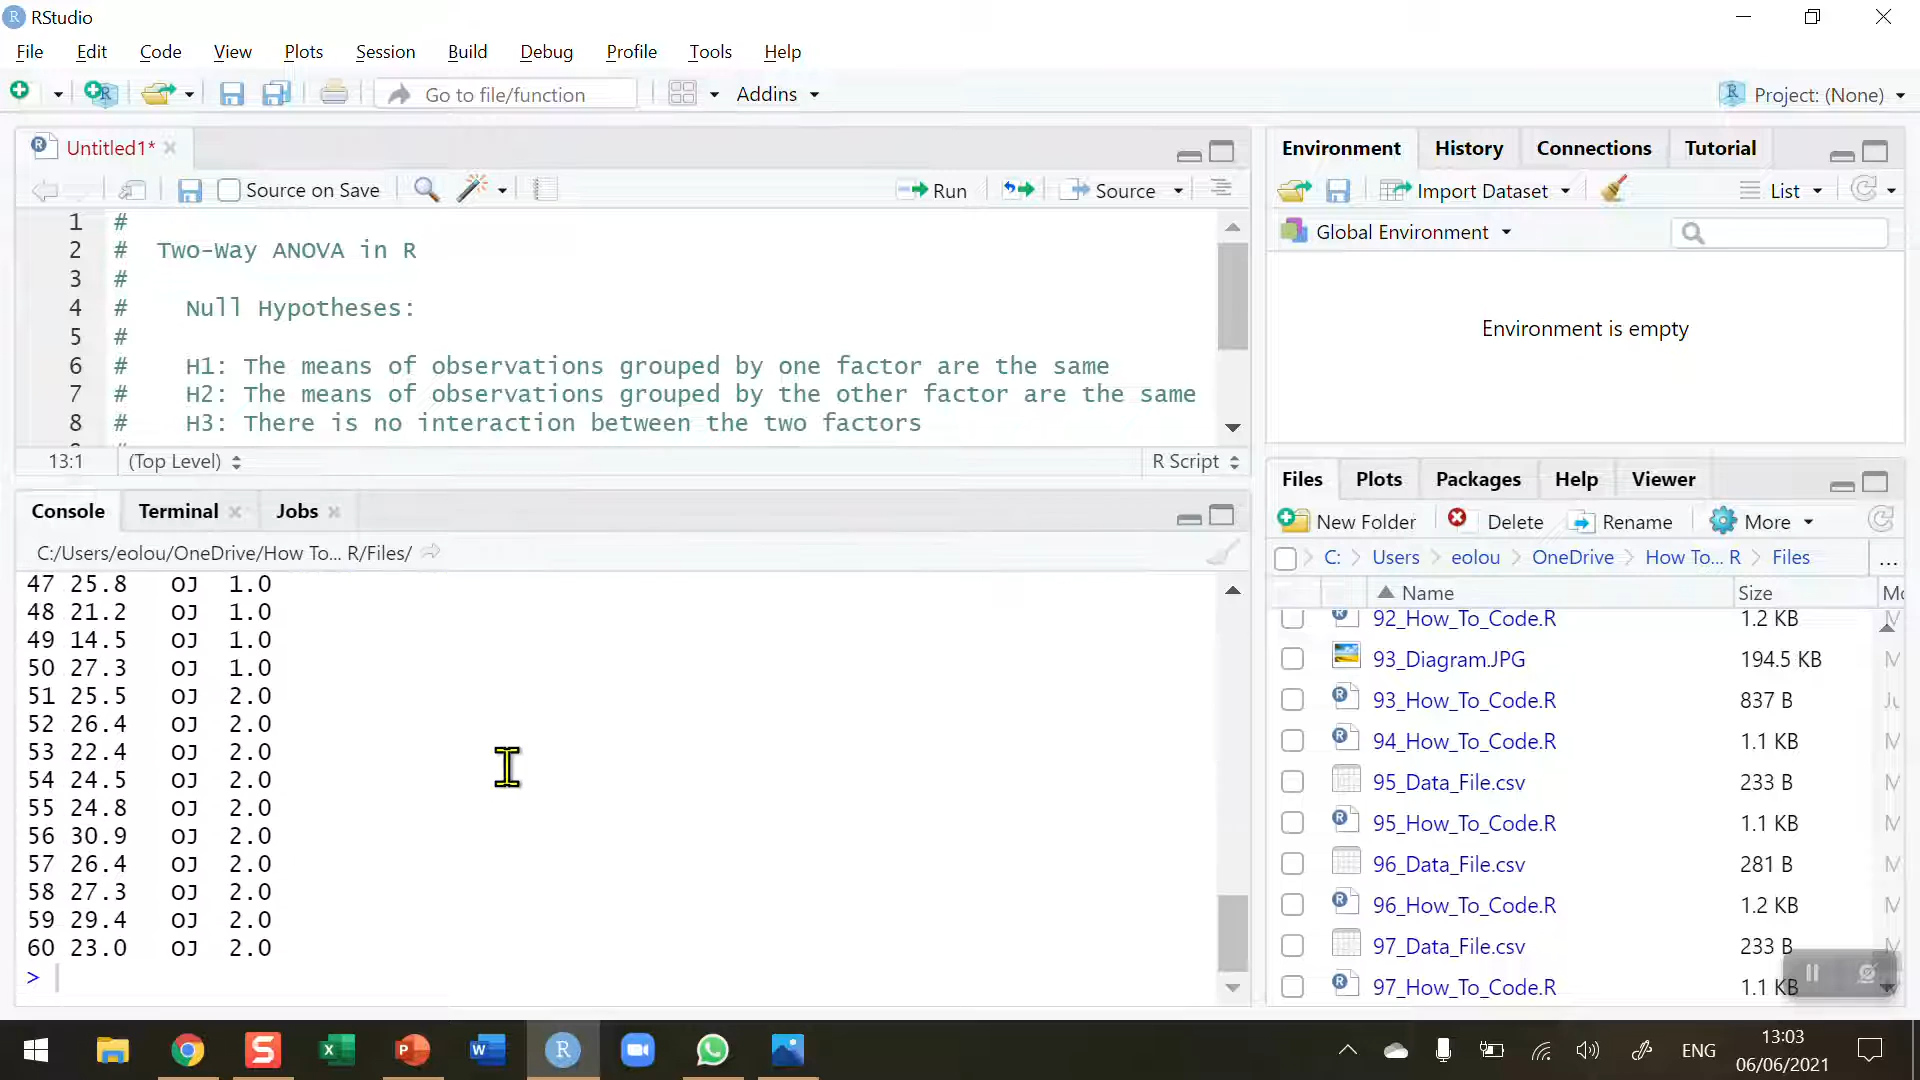 RStudio
File Edit Code View Plots Session Build Debug Profile Tools Help
Go to file/function Addins Project: (None)
Untitled1*
Source on Save Run Source
1 #
2 # Two-Way ANOVA in R
3 #
4 # Null Hypotheses:
5 #
6 # H1: The means of observations grouped by one factor are the same
7 # H2: The means of observations grouped by the other factor are the same
8 # H3: There is no interaction between the two factors
13:1 (Top Level) R Script
Console Terminal Jobs
C:/Users/eolou/OneDrive/How To... R/Files/
47 25.8 OJ 1.0
48 21.2 OJ 1.0
49 14.5 OJ 1.0
50 27.3 OJ 1.0
51 25.5 OJ 2.0
52 26.4 OJ 2.0
53 22.4 OJ 2.0
54 24.5 OJ 2.0
55 24.8 OJ 2.0
56 30.9 OJ 2.0
57 26.4 OJ 2.0
58 27.3 OJ 2.0
59 29.4 OJ 2.0
60 23.0 OJ 2.0
>
Environment History Connections Tutorial
Import Dataset List
Global Environment
Environment is empty
Files Plots Packages Help Viewer
New Folder Delete Rename More
C: Users eolou OneDrive How To... R Files ...
Name Size
92_How_To_Code.R 1.2 KB
93_Diagram.JPG 194.5 KB
93_How_To_Code.R 837 B
94_How_To_Code.R 1.1 KB
95_Data_File.csv 233 B
95_How_To_Code.R 1.1 KB
96_Data_File.csv 281 B
96_How_To_Code.R 1.2 KB
97_Data_File.csv 233 B
97_How_To_Code.R 1.1 KB
ENG
13:03
06/06/2021